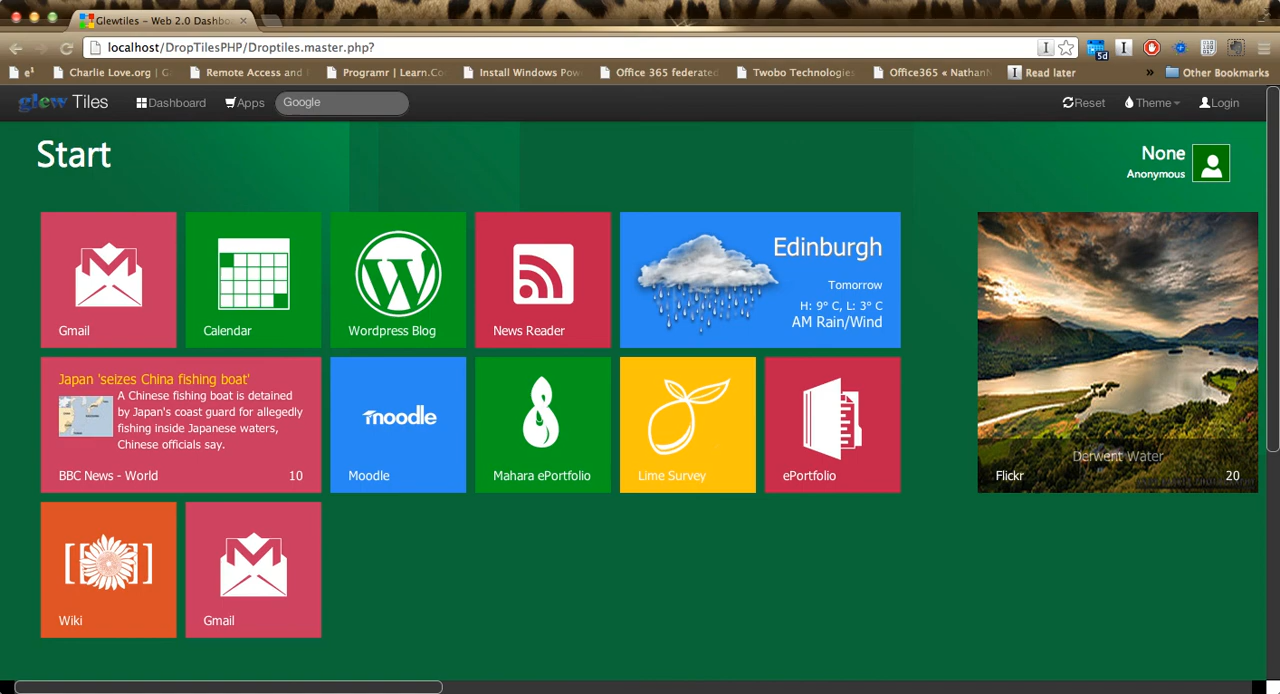 Glewtiles – Web 2.0 Dashbo
localhost/DropTilesPHP/Droptiles.master.php?
5d
e¹
Charlie Love.org | G
Remote Access and
Programr | Learn.Co
Install Windows Pow
Office 365 federated
Twobo Technologies
Office365 « NathanN
Read later
»
Other Bookmarks
glew Tiles
Dashboard
Apps
Google
Reset
Theme
Login
Start
None
Anonymous
Gmail
Calendar
Wordpress Blog
News Reader
Edinburgh
Tomorrow
H: 9° C, L: 3° C
AM Rain/Wind
Japan 'seizes China fishing boat'
A Chinese fishing boat is detained
by Japan's coast guard for allegedly
fishing inside Japanese waters,
Chinese officials say.
BBC News - World
10
moodle
Moodle
Mahara ePortfolio
Lime Survey
ePortfolio
Derwent Water
Flickr
20
Wiki
Gmail